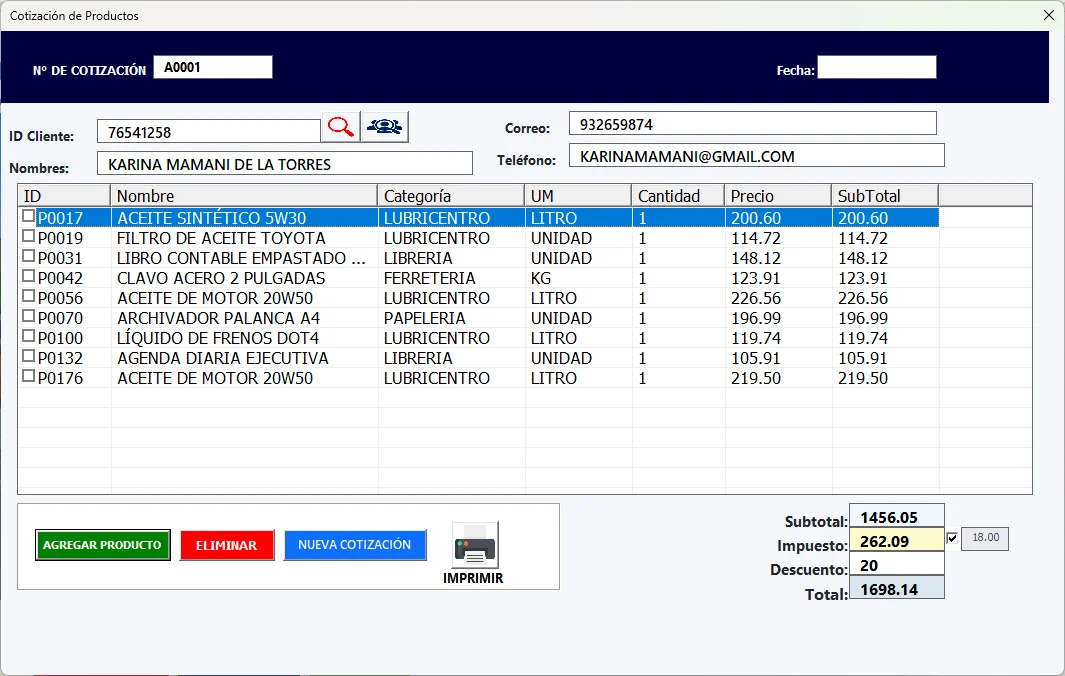 Cotización de Productos
Nº DE COTIZACIÓN A0001 Fecha:
ID Cliente: 76541258 Correo: 932659874
Nombres: KARINA MAMANI DE LA TORRES Teléfono: KARINAMAMANI@GMAIL.COM
ID Nombre Categoría UM Cantidad Precio SubTotal
P0017 ACEITE SINTÉTICO 5W30 LUBRICENTRO LITRO 1 200.60 200.60
P0019 FILTRO DE ACEITE TOYOTA LUBRICENTRO UNIDAD 1 114.72 114.72
P0031 LIBRO CONTABLE EMPASTADO ... LIBRERIA UNIDAD 1 148.12 148.12
P0042 CLAVO ACERO 2 PULGADAS FERRETERIA KG 1 123.91 123.91
P0056 ACEITE DE MOTOR 20W50 LUBRICENTRO LITRO 1 226.56 226.56
P0070 ARCHIVADOR PALANCA A4 PAPELERIA UNIDAD 1 196.99 196.99
P0100 LÍQUIDO DE FRENOS DOT4 LUBRICENTRO LITRO 1 119.74 119.74
P0132 AGENDA DIARIA EJECUTIVA LIBRERIA UNIDAD 1 105.91 105.91
P0176 ACEITE DE MOTOR 20W50 LUBRICENTRO LITRO 1 219.50 219.50
AGREGAR PRODUCTO ELIMINAR NUEVA COTIZACIÓN
IMPRIMIR
Subtotal: 1456.05
Impuesto: 262.09 18.00
Descuento: 20
Total: 1698.14